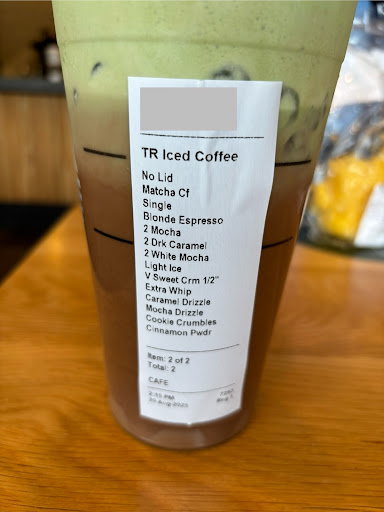 TR Iced Coffee
No Lid
Matcha Cf
Single
Blonde Espresso
2 Mocha
2 Drk Caramel
2 White Mocha
Light Ice
V Sweet Crm 1/2"
Extra Whip
Caramel Drizzle
Mocha Drizzle
Cookie Crumbles
Cinnamon Pwdr
Item: 2 of 2
Total: 2
CAFE
Reg 1